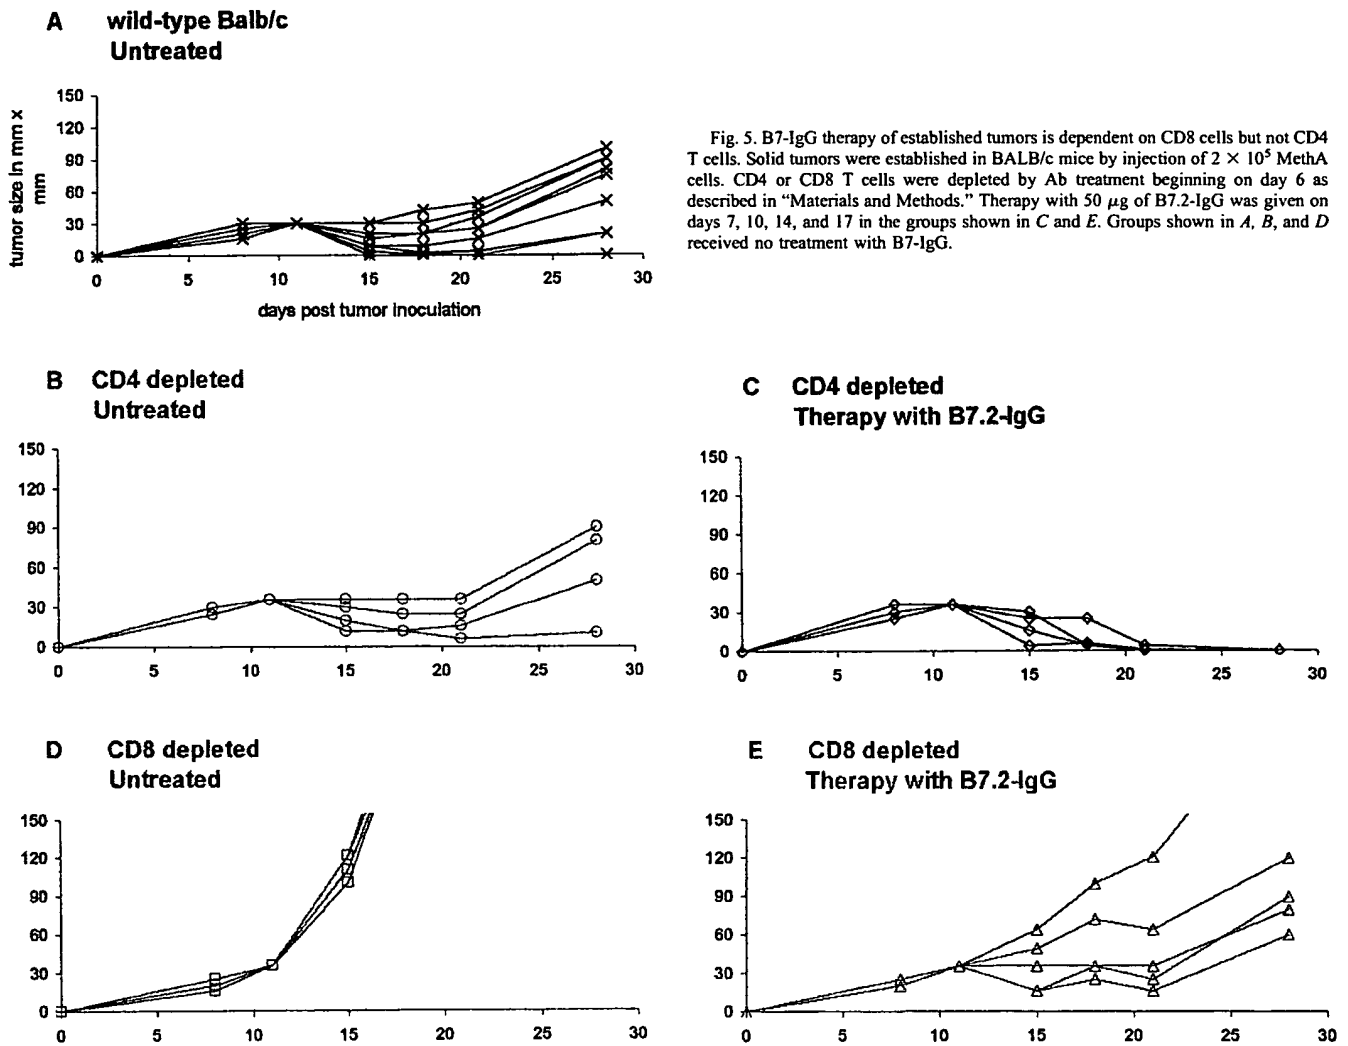 A wild-type Balb/c
Untreated
150
120
90
60
30
0
tumor size in mm x
mm
0 5 10 15 20 25 30
days post tumor inoculation
Fig. 5. B7-IgG therapy of established tumors is dependent on CD8 cells but not CD4
T cells. Solid tumors were established in BALB/c mice by injection of 2 × 10⁵ MethA
cells. CD4 or CD8 T cells were depleted by Ab treatment beginning on day 6 as
described in “Materials and Methods.” Therapy with 50 μg of B7.2-IgG was given on
days 7, 10, 14, and 17 in the groups shown in C and E. Groups shown in A, B, and D
received no treatment with B7-IgG.
B CD4 depleted
Untreated
150
120
90
60
30
0
0 5 10 15 20 25 30
C CD4 depleted
Therapy with B7.2-IgG
150
120
90
60
30
0
0 5 10 15 20 25 30
D CD8 depleted
Untreated
150
120
90
60
30
0
0 5 10 15 20 25 30
E CD8 depleted
Therapy with B7.2-IgG
150
120
90
60
30
0
0 5 10 15 20 25 30